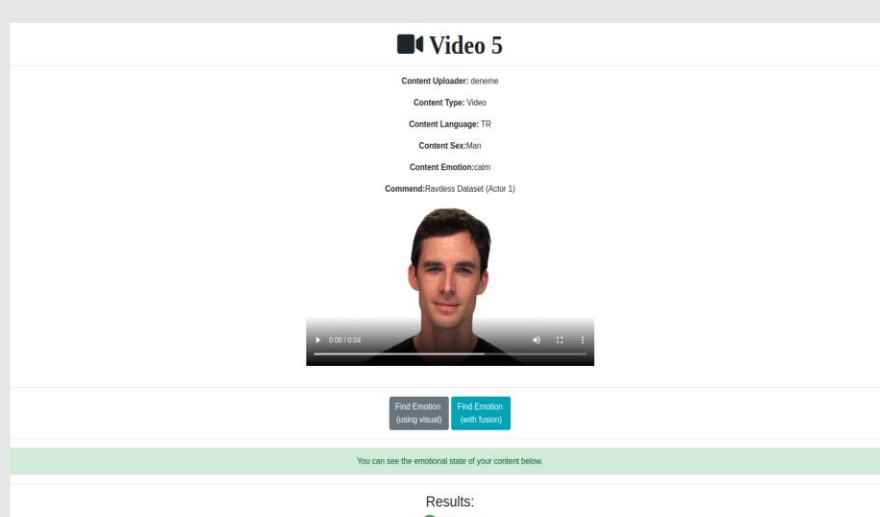 Video 5
Content Uploader: deneme
Content Type: Video
Content Language: TR
Content Sex:Man
Content Emotion:calm
Commend:Ravdess Dataset (Actor 1)
0:00 / 0:04
Find Emotion
(using visual)
Find Emotion
(with fusion)
You can see the emotional state of your content below.
Results: